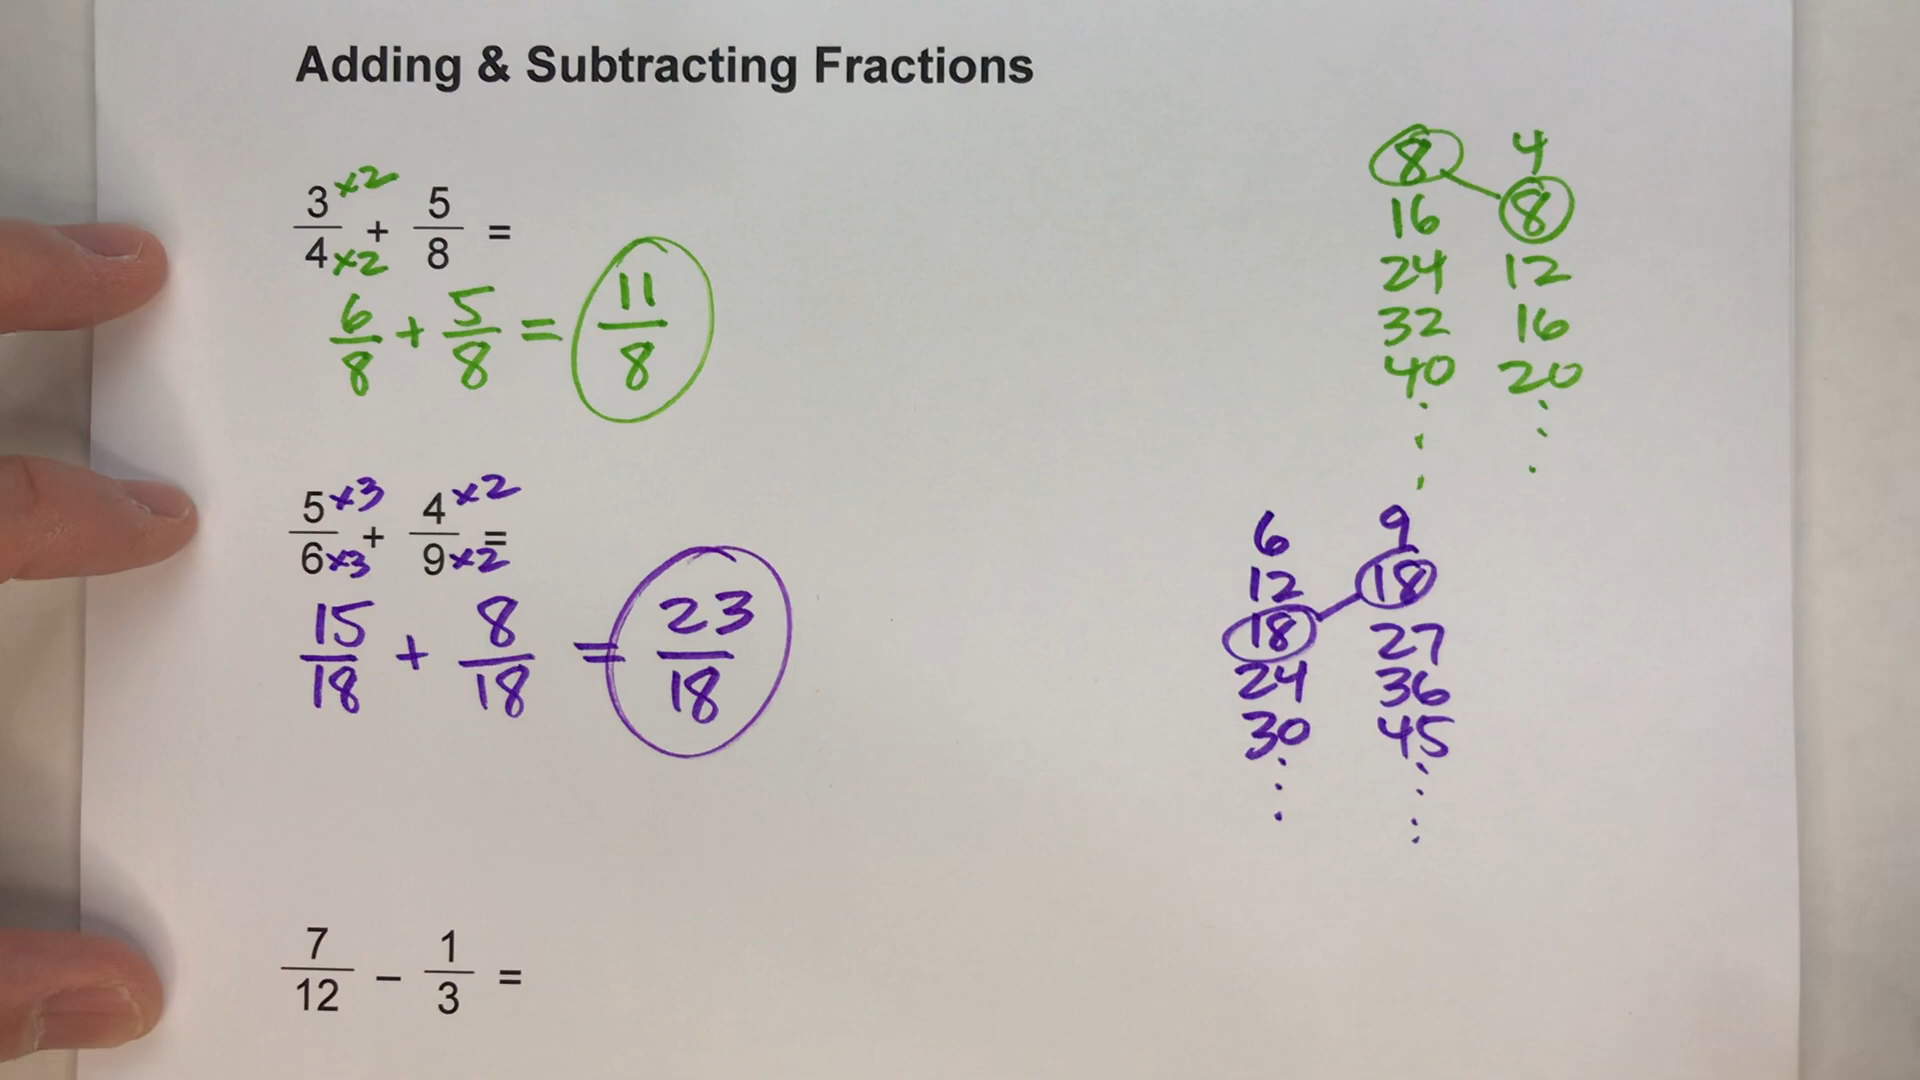 Adding & Subtracting Fractions
3 ×2 5
— + — =
4 ×2 8
6 5 11
— + — = —
8 8 8
8 4
16 8
24 12
32 16
40 20
⋮ ⋮
5 ×3 4 ×2
— + — =
6 ×3 9 ×2
15 8 23
— + — = —
18 18 18
6 9
12 18
18 27
24 36
30 45
⋮ ⋮
7 1
— − — =
12 3